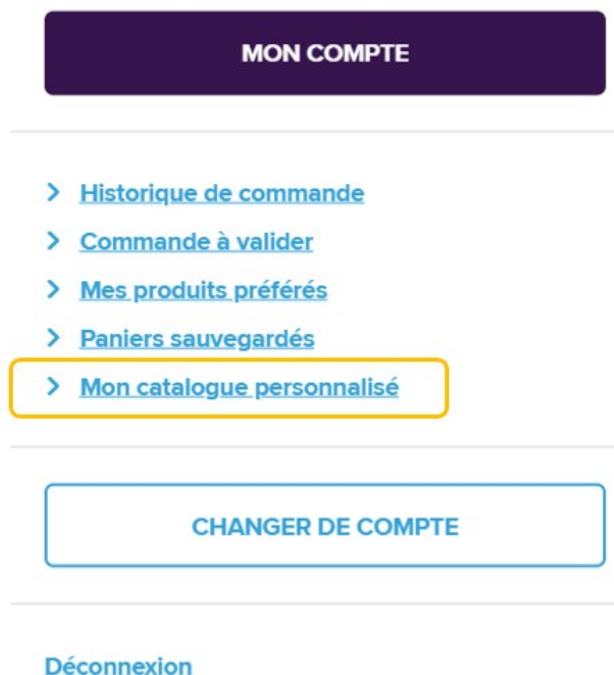 MON COMPTE
Historique de commande
Commande à valider
Mes produits préférés
Paniers sauvegardés
Mon catalogue personnalisé
CHANGER DE COMPTE
Déconnexion